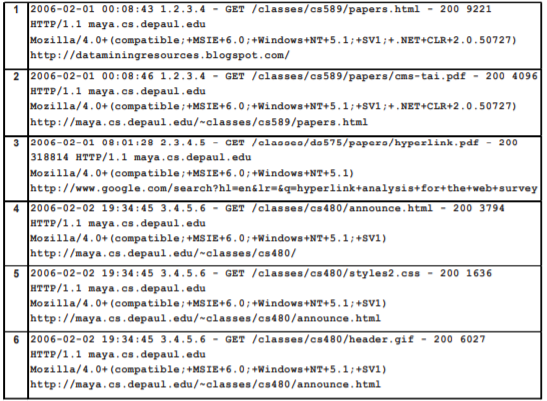 1 2006-02-01 00:08:43 1.2.3.4 - GET /classes/cs589/papers.html - 200 9221
HTTP/1.1 maya.cs.depaul.edu
Mozilla/4.0+(compatible;+MSIE+6.0;+Windows+NT+5.1;+SV1;+.NET+CLR+2.0.50727)
http://dataminingresources.blogspot.com/
2 2006-02-01 00:08:46 1.2.3.4 - GET /classes/cs589/papers/cms-tai.pdf - 200 4096
HTTP/1.1 maya.cs.depaul.edu
Mozilla/4.0+(compatible;+MSIE+6.0;+Windows+NT+5.1;+SV1;+.NET+CLR+2.0.50727)
http://maya.cs.depaul.edu/~classes/cs589/papers.html
3 2006-02-01 08:01:28 2.3.4.5 - GET /classes/ds575/papers/hyperlink.pdf - 200
318814 HTTP/1.1 maya.cs.depaul.edu
Mozilla/4.0+(compatible;+MSIE+6.0;+Windows+NT+5.1)
http://www.google.com/search?hl=en&lr=&q=hyperlink+analysis+for+the+web+survey
4 2006-02-02 19:34:45 3.4.5.6 - GET /classes/cs480/announce.html - 200 3794
HTTP/1.1 maya.cs.depaul.edu
Mozilla/4.0+(compatible;+MSIE+6.0;+Windows+NT+5.1;+SV1)
http://maya.cs.depaul.edu/~classes/cs480/
5 2006-02-02 19:34:45 3.4.5.6 - GET /classes/cs480/styles2.css - 200 1636
HTTP/1.1 maya.cs.depaul.edu
Mozilla/4.0+(compatible;+MSIE+6.0;+Windows+NT+5.1;+SV1)
http://maya.cs.depaul.edu/~classes/cs480/announce.html
6 2006-02-02 19:34:45 3.4.5.6 - GET /classes/cs480/header.gif - 200 6027
HTTP/1.1 maya.cs.depaul.edu
Mozilla/4.0+(compatible;+MSIE+6.0;+Windows+NT+5.1;+SV1)
http://maya.cs.depaul.edu/~classes/cs480/announce.html